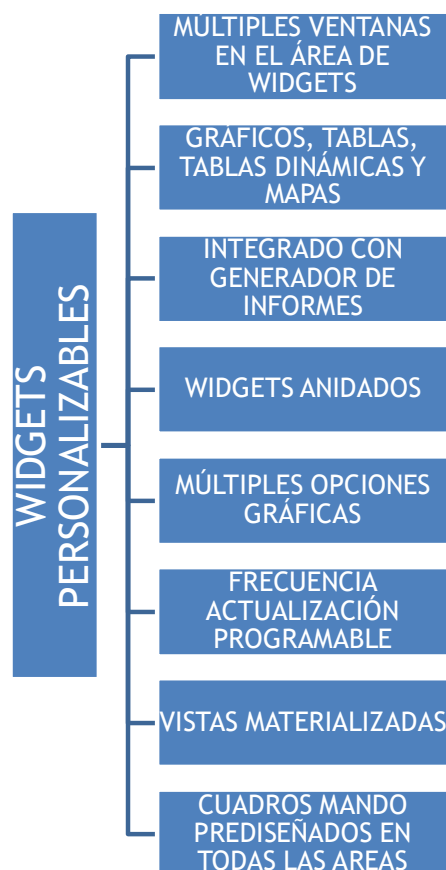 WIDGETS
PERSONALIZABLES
MÚLTIPLES VENTANAS
EN EL ÁREA DE
WIDGETS
GRÁFICOS, TABLAS,
TABLAS DINÁMICAS Y
MAPAS
INTEGRADO CON
GENERADOR DE
INFORMES
WIDGETS ANIDADOS
MÚLTIPLES OPCIONES
GRÁFICAS
FRECUENCIA
ACTUALIZACIÓN
PROGRAMABLE
VISTAS MATERIALIZADAS
CUADROS MANDO
PREDISEÑADOS EN
TODAS LAS AREAS